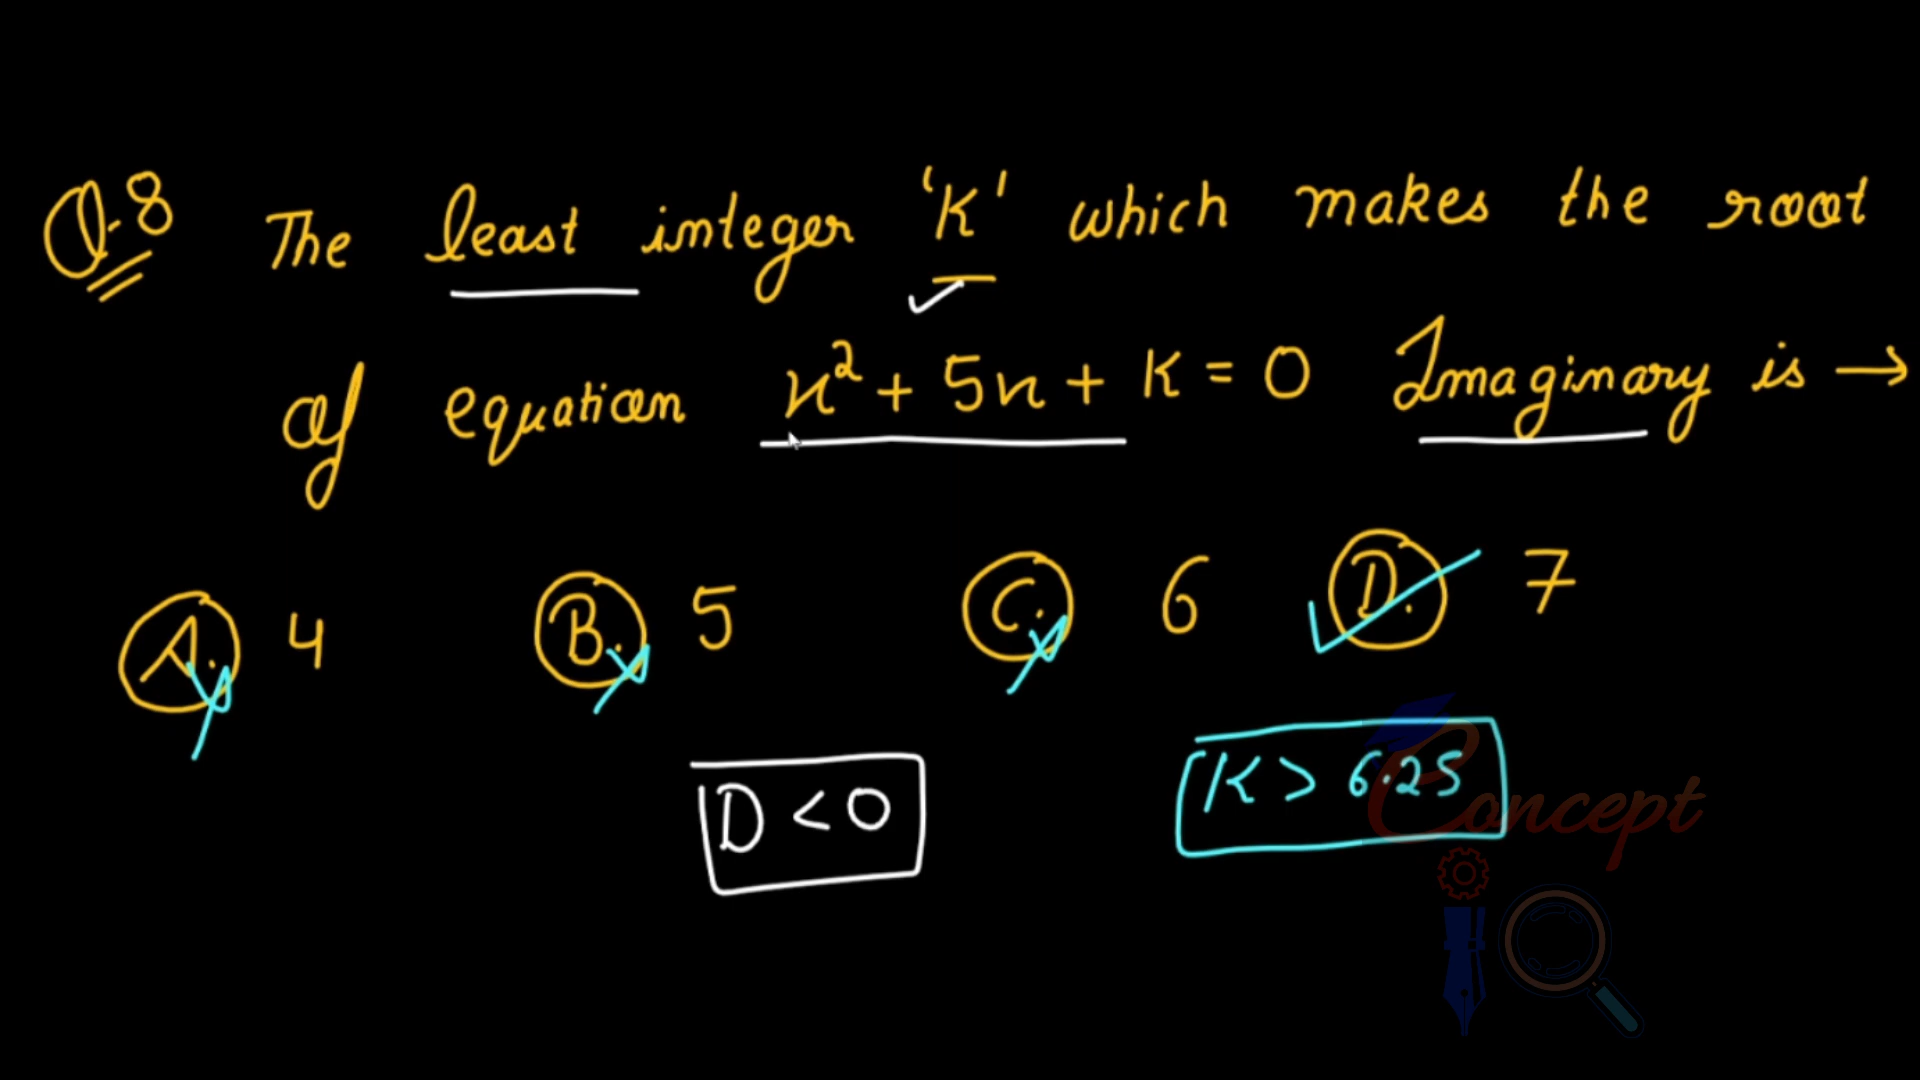 Q.8 The least integer 'K' which makes the root
of equation x² + 5x + K = 0 Imaginary is →
A. 4 B. 5 C. 6 D. 7
D < 0
K > 6.25
Concept